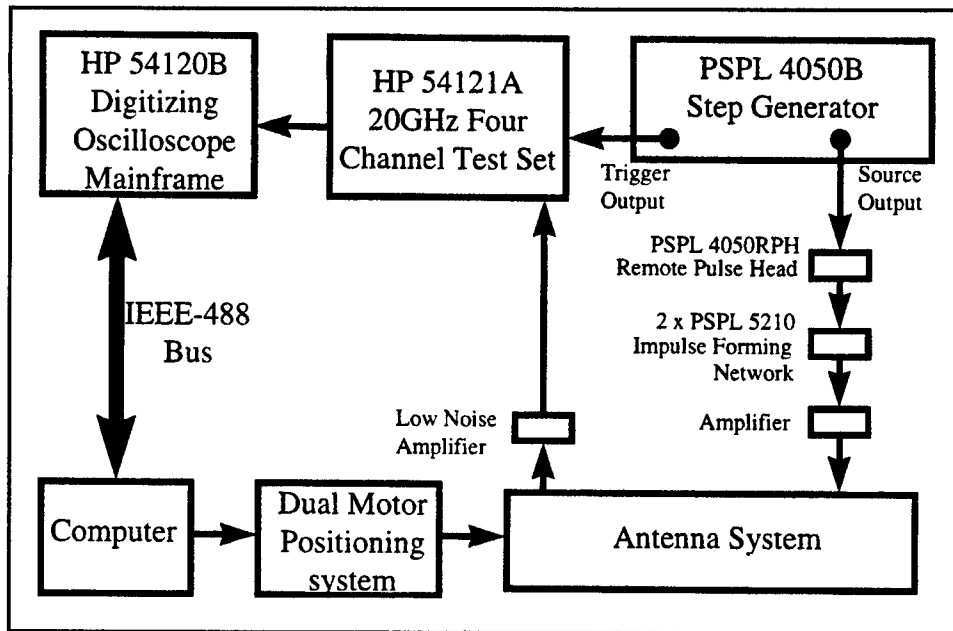 HP 54120B
Digitizing
Oscilloscope
Mainframe
HP 54121A
20GHz Four
Channel Test Set
PSPL 4050B
Step Generator
Trigger
Output
Source
Output
PSPL 4050RPH
Remote Pulse Head
2 x PSPL 5210
Impulse Forming
Network
Amplifier
IEEE-488
Bus
Low Noise
Amplifier
Computer
Dual Motor
Positioning
system
Antenna System